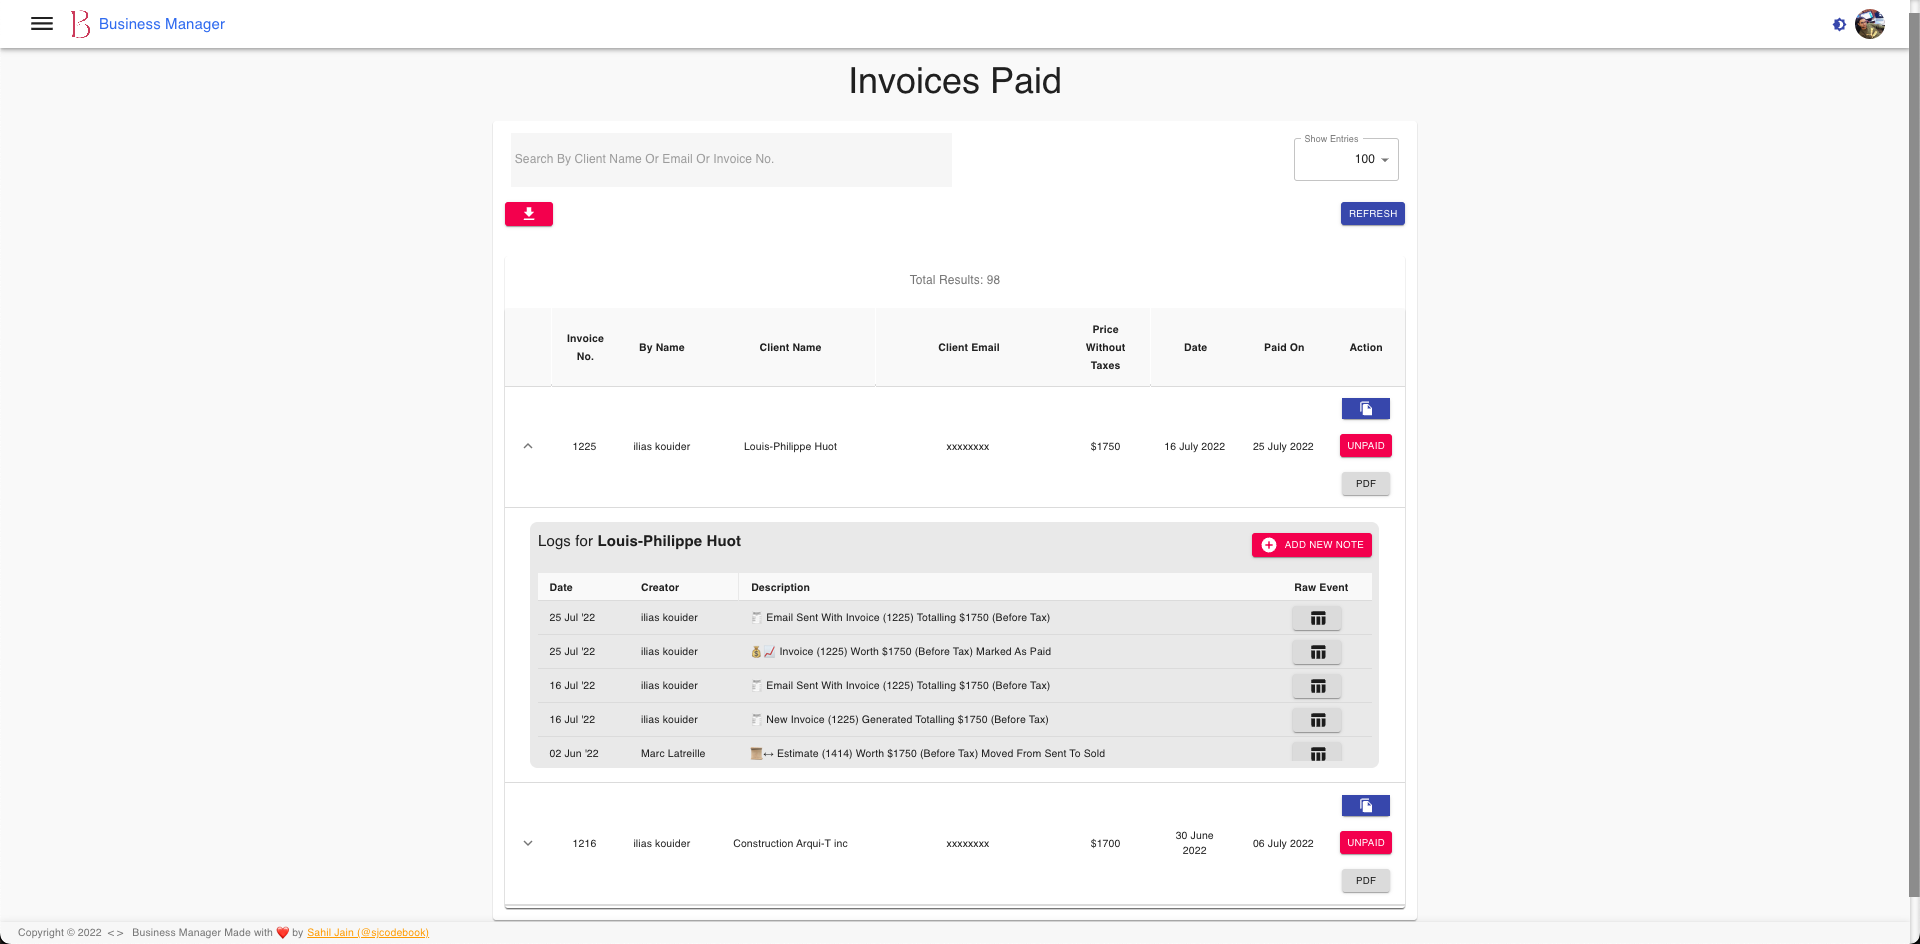 B Business Manager
Invoices Paid
Search By Client Name Or Email Or Invoice No.
Show Entries
100
REFRESH
Total Results: 98
Invoice No. By Name Client Name Client Email Price Without Taxes Date Paid On Action
1225 ilias kouider Louis-Philippe Huot xxxxxxxx $1750 16 July 2022 25 July 2022 UNPAID
PDF
Logs for Louis-Philippe Huot
ADD NEW NOTE
Date Creator Description Raw Event
25 Jul '22 ilias kouider Email Sent With Invoice (1225) Totalling $1750 (Before Tax)
25 Jul '22 ilias kouider 💰📈 Invoice (1225) Worth $1750 (Before Tax) Marked As Paid
16 Jul '22 ilias kouider Email Sent With Invoice (1225) Totalling $1750 (Before Tax)
16 Jul '22 ilias kouider New Invoice (1225) Generated Totalling $1750 (Before Tax)
02 Jun '22 Marc Latreille ↔ Estimate (1414) Worth $1750 (Before Tax) Moved From Sent To Sold
1216 ilias kouider Construction Arqui-T inc xxxxxxxx $1700 30 June 2022 06 July 2022 UNPAID
PDF
Copyright © 2022 < > Business Manager Made with ❤️ by Sahil Jain (@sjcodebook)